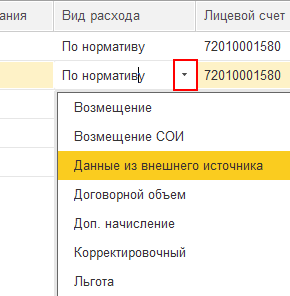 ания Вид расхода Лицевой счет
По нормативу 72010001580
По нормативу 72010001580
Возмещение
Возмещение СОИ
Данные из внешнего источника
Договорной объем
Доп. начисление
Корректировочный
Льгота